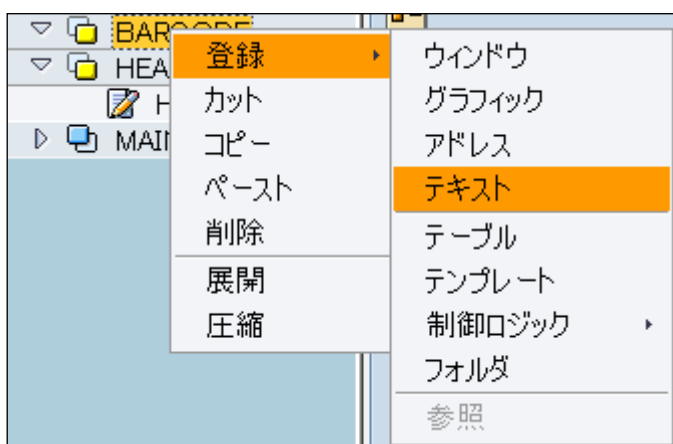 BARCODE
HEA
H
MAIN
登録
カット
コピー
ペースト
削除
展開
圧縮
ウィンドウ
グラフィック
アドレス
テキスト
テーブル
テンプレート
制御ロジック
フォルダ
参照